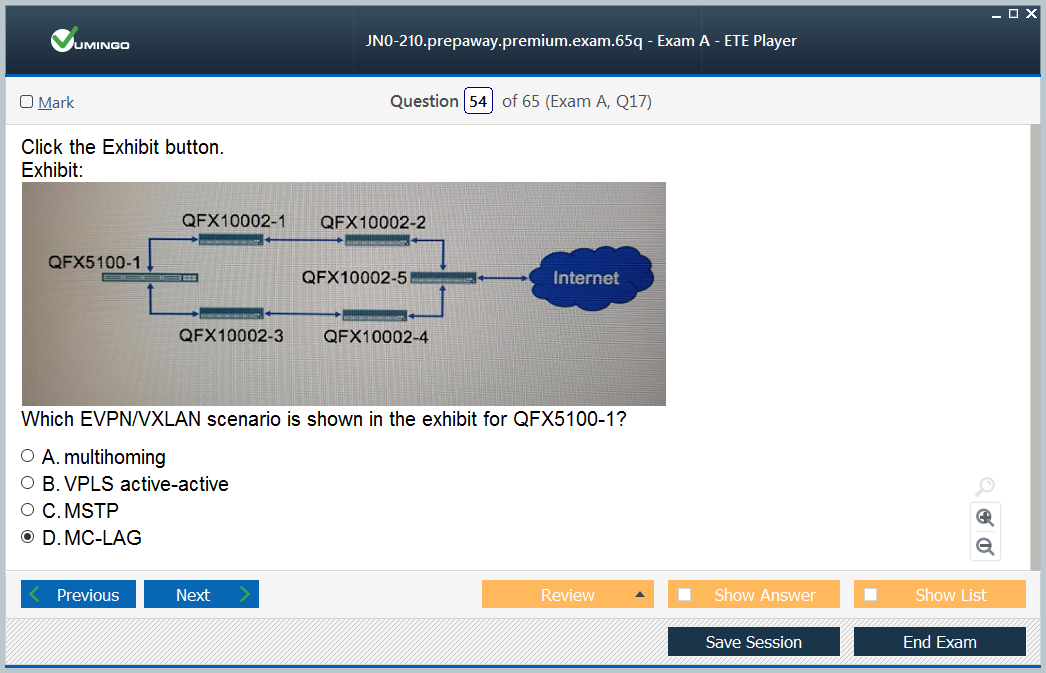 VUMINGO
JN0-210.prepaway.premium.exam.65q - Exam A - ETE Player
Mark
Question 54 of 65 (Exam A, Q17)
Click the Exhibit button.
Exhibit:
QFX10002-1 QFX10002-2
QFX5100-1
QFX10002-5
Internet
QFX10002-3 QFX10002-4
Which EVPN/VXLAN scenario is shown in the exhibit for QFX5100-1?
A. multihoming
B. VPLS active-active
C. MSTP
D. MC-LAG
Previous Next Review Show Answer Show List
Save Session End Exam